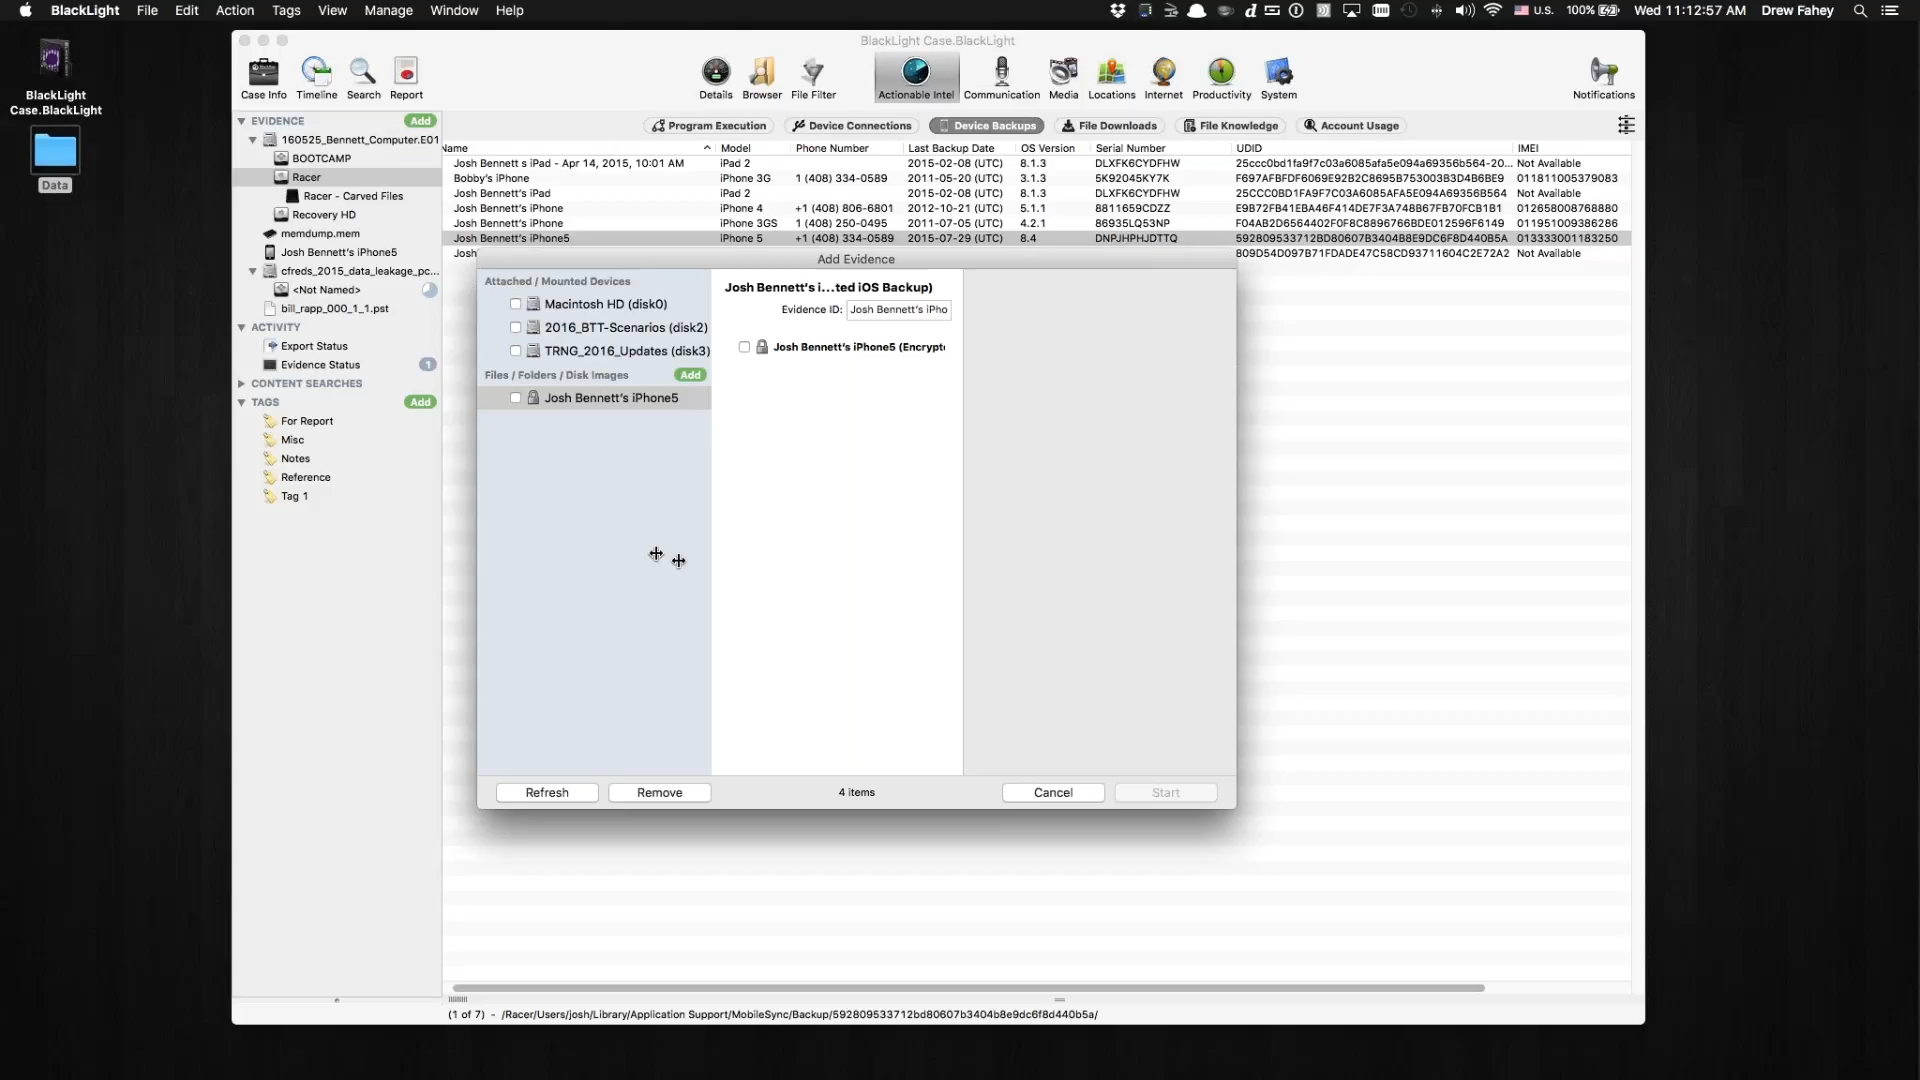 BlackLight File Edit Action Tags View Manage Window Help U.S. 100% Wed 11:12:57 AM Drew Fahey
BlackLight Case.BlackLight
Data
BlackLight Case.BlackLight
Case Info Timeline Search Report Details Browser File Filter Actionable Intel Communication Media Locations Internet Productivity System Notifications
Program Execution Device Connections Device Backups File Downloads File Knowledge Account Usage
EVIDENCE Add
160525_Bennett_Computer.E01
BOOTCAMP
Racer
Racer - Carved Files
Recovery HD
memdump.mem
Josh Bennett's iPhone5
cfreds_2015_data_leakage_pc...
<Not Named>
bill_rapp_000_1_1.pst
ACTIVITY
Export Status
Evidence Status 1
CONTENT SEARCHES
TAGS Add
For Report
Misc
Notes
Reference
Tag 1
Name Model Phone Number Last Backup Date OS Version Serial Number UDID IMEI
Josh Bennett s iPad - Apr 14, 2015, 10:01 AM iPad 2 2015-02-08 (UTC) 8.1.3 DLXFK6CYDFHW 25ccc0bd1fa9f7c03a6085afa5e094a69356b564-20... Not Available
Bobby's iPhone iPhone 3G 1 (408) 334-0589 2011-05-20 (UTC) 3.1.3 5K92045KY7K F697AFBFDF6069E92B2C8695B753003B3D4B6BE9 011811005379083
Josh Bennett's iPad iPad 2 2015-02-08 (UTC) 8.1.3 DLXFK6CYDFHW 25CCC0BD1FA9F7C03A6085AFA5E094A69356B564 Not Available
Josh Bennett's iPhone iPhone 4 +1 (408) 806-6801 2012-10-21 (UTC) 5.1.1 8811659CDZZ E9B72FB41EBA46F414DE7F3A748B67FB70FCB1B1 012658008768880
Josh Bennett's iPhone iPhone 3GS 1 (408) 250-0495 2011-07-05 (UTC) 4.2.1 86935LQ53NP F04AB2D6564402F0F8C8896766BDE012596F6149 011951009386286
Josh Bennett's iPhone5 iPhone 5 +1 (408) 334-0589 2015-07-29 (UTC) 8.4 DNPJHPHJDTTQ 592809533712BD80607B3404B8E9DC6F8D440B5A 013333001183250
Josh 809D54D097B71FDADE47C58CD93711604C2E72A2 Not Available
Add Evidence
Attached / Mounted Devices
Macintosh HD (disk0)
2016_BTT-Scenarios (disk2)
TRNG_2016_Updates (disk3)
Files / Folders / Disk Images Add
Josh Bennett's iPhone5
Josh Bennett's i...ted iOS Backup)
Evidence ID: Josh Bennett's iPho
Josh Bennett's iPhone5 (Encrypt
Refresh Remove 4 items Cancel Start
(1 of 7) - /Racer/Users/josh/Library/Application Support/MobileSync/Backup/592809533712bd80607b3404b8e9dc6f8d440b5a/